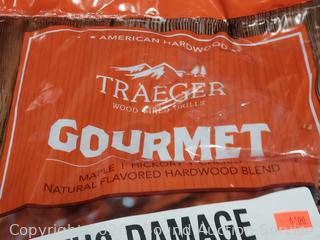 ★ AMERICAN HARDWOOD
TRAEGER
WOOD FIRED GRILLS
GOURMET
MAPLE | HICKORY | CHERRY
NATURAL FLAVORED HARDWOOD BLEND
DAMAGE